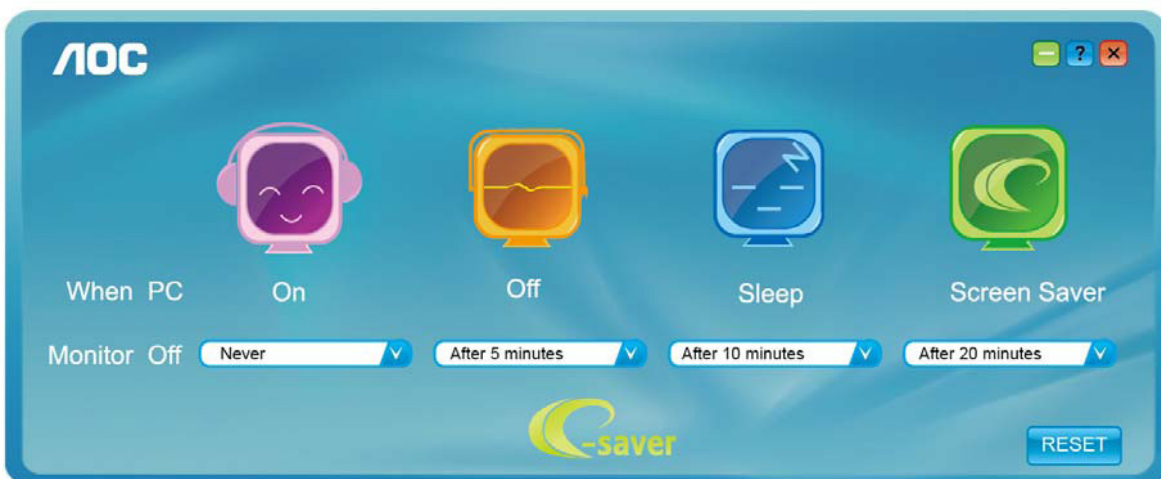 AOC
?
When PC On Off Sleep Screen Saver
Monitor Off Never After 5 minutes After 10 minutes After 20 minutes
e-saver
RESET